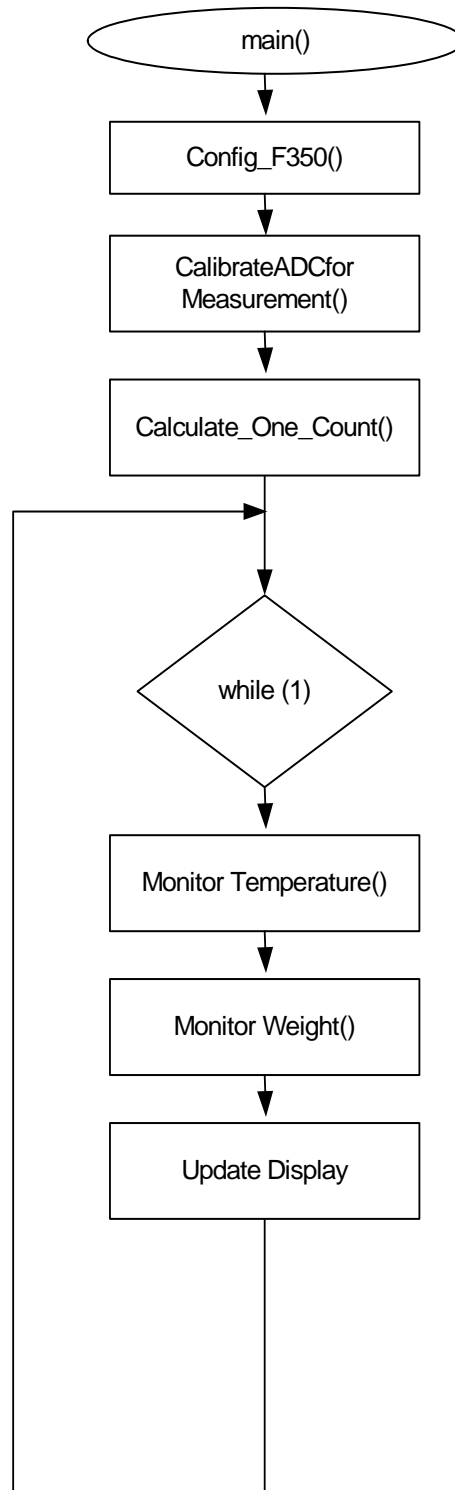 main()
Config_F350()
CalibrateADCfor
Measurement()
Calculate_One_Count()
while (1)
Monitor Temperature()
Monitor Weight()
Update Display